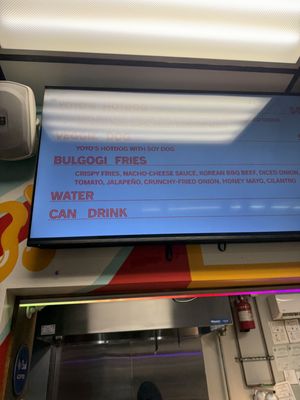 VEGGIE DOG
YOYO'S HOTDOG WITH SOY DOG
BULGOGI FRIES
CRISPY FRIES, NACHO CHEESE SAUCE, KOREAN BBQ BEEF, DICED ONION,
TOMATO, JALAPEÑO, CRUNCHY-FRIED ONION, HONEY MAYO, CILANTRO
WATER
CAN DRINK